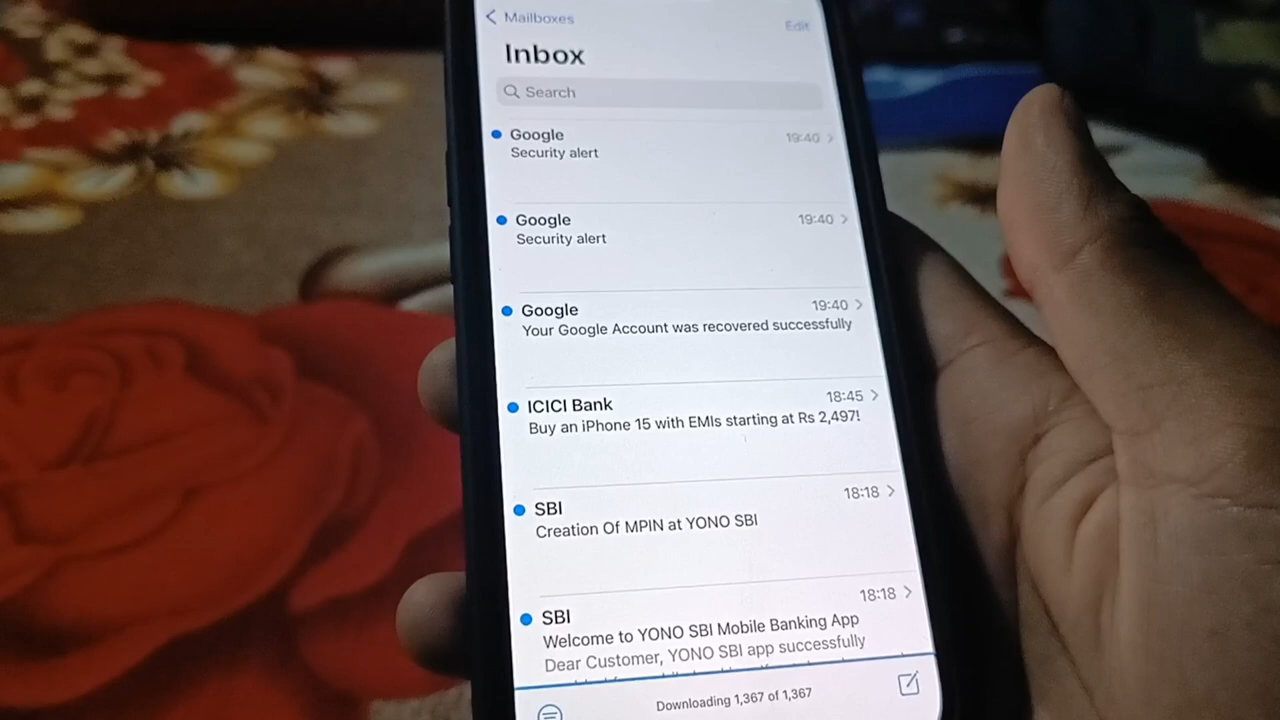 Mailboxes
Edit
Inbox
Search
Google 19:40
Security alert
Google 19:40
Security alert
Google 19:40
Your Google Account was recovered successfully
ICICI Bank 18:45
Buy an iPhone 15 with EMIs starting at Rs 2,497!
SBI 18:18
Creation Of MPIN at YONO SBI
SBI 18:18
Welcome to YONO SBI Mobile Banking App
Dear Customer, YONO SBI app successfully
Downloading 1,367 of 1,367